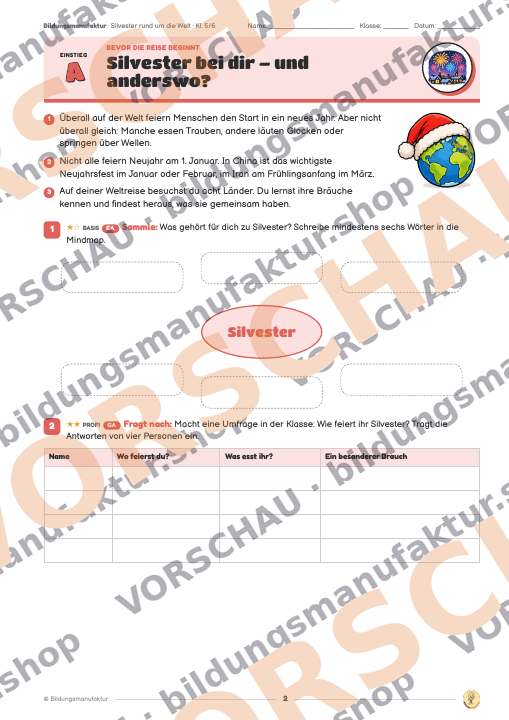 Bildungsmanufaktur · Silvester rund um die Welt · Kl. 5/6 Name: Klasse: Datum:
EINSTIEG
A
BEVOR DIE REISE BEGINNT
Silvester bei dir – und
anderswo?
1 Überall auf der Welt feiern Menschen den Start in ein neues Jahr. Aber nicht
überall gleich: Manche essen Trauben, andere läuten Glocken oder
springen über Wellen.
2 Nicht alle feiern Neujahr am 1. Januar. In China ist das wichtigste
Neujahrsfest im Januar oder Februar, im Iran am Frühlingsanfang im März.
3 Auf deiner Weltreise besuchst du acht Länder. Du lernst ihre Bräuche
kennen und findest heraus, was sie gemeinsam haben.
1 ★☆ BASIS EA Sammle: Was gehört für dich zu Silvester? Schreibe mindestens sechs Wörter in die
Mindmap.
Silvester
2 ★★ PROFI GA Fragt nach: Macht eine Umfrage in der Klasse: Wie feiert ihr Silvester? Tragt die
Antworten von vier Personen ein.
Name Wo feierst du? Was esst ihr? Ein besonderer Brauch
© Bildungsmanufaktur 2
VORSCHAU · bildungsmanufaktur.shop
VORSCHAU